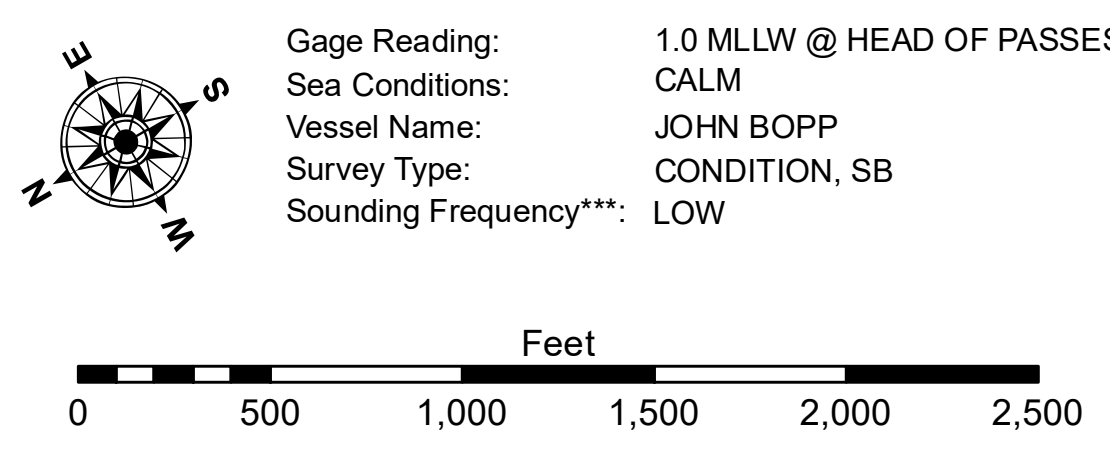 E
S
N
W
Gage Reading: 1.0 MLLW @ HEAD OF PASSES
Sea Conditions: CALM
Vessel Name: JOHN BOPP
Survey Type: CONDITION, SB
Sounding Frequency***: LOW
Feet
0 500 1,000 1,500 2,000 2,500